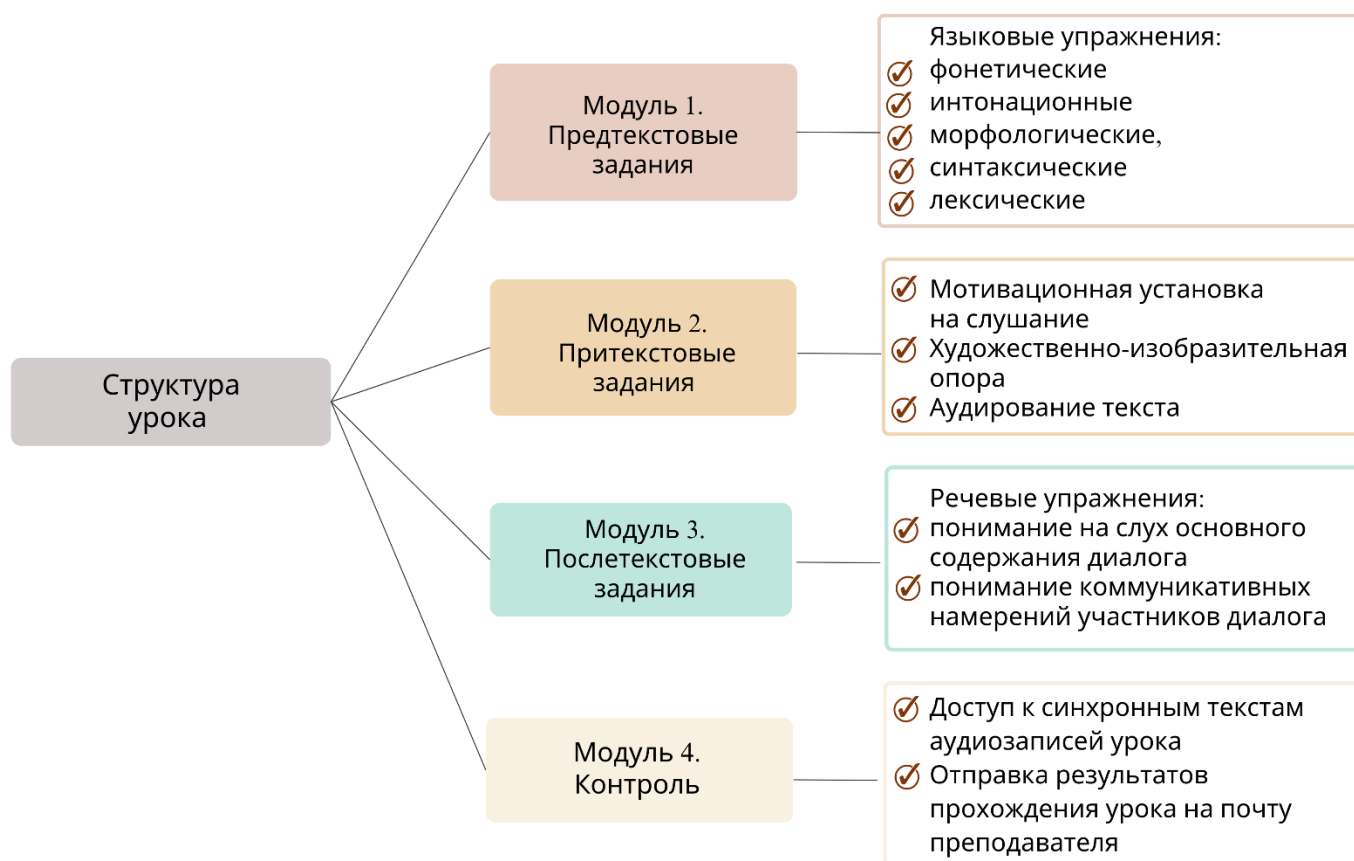 Структура
урока
Модуль 1.
Предтекстовые
задания
Языковые упражнения:
фонетические
интонационные
морфологические,
синтаксические
лексические
Модуль 2.
Притекстовые
задания
Мотивационная установка
на слушание
Художественно-изобразительная
опора
Аудирование текста
Модуль 3.
Послетекстовые
задания
Речевые упражнения:
понимание на слух основного
содержания диалога
понимание коммуникативных
намерений участников диалога
Модуль 4.
Контроль
Доступ к синхронным текстам
аудиозаписей урока
Отправка результатов
прохождения урока на почту
преподавателя